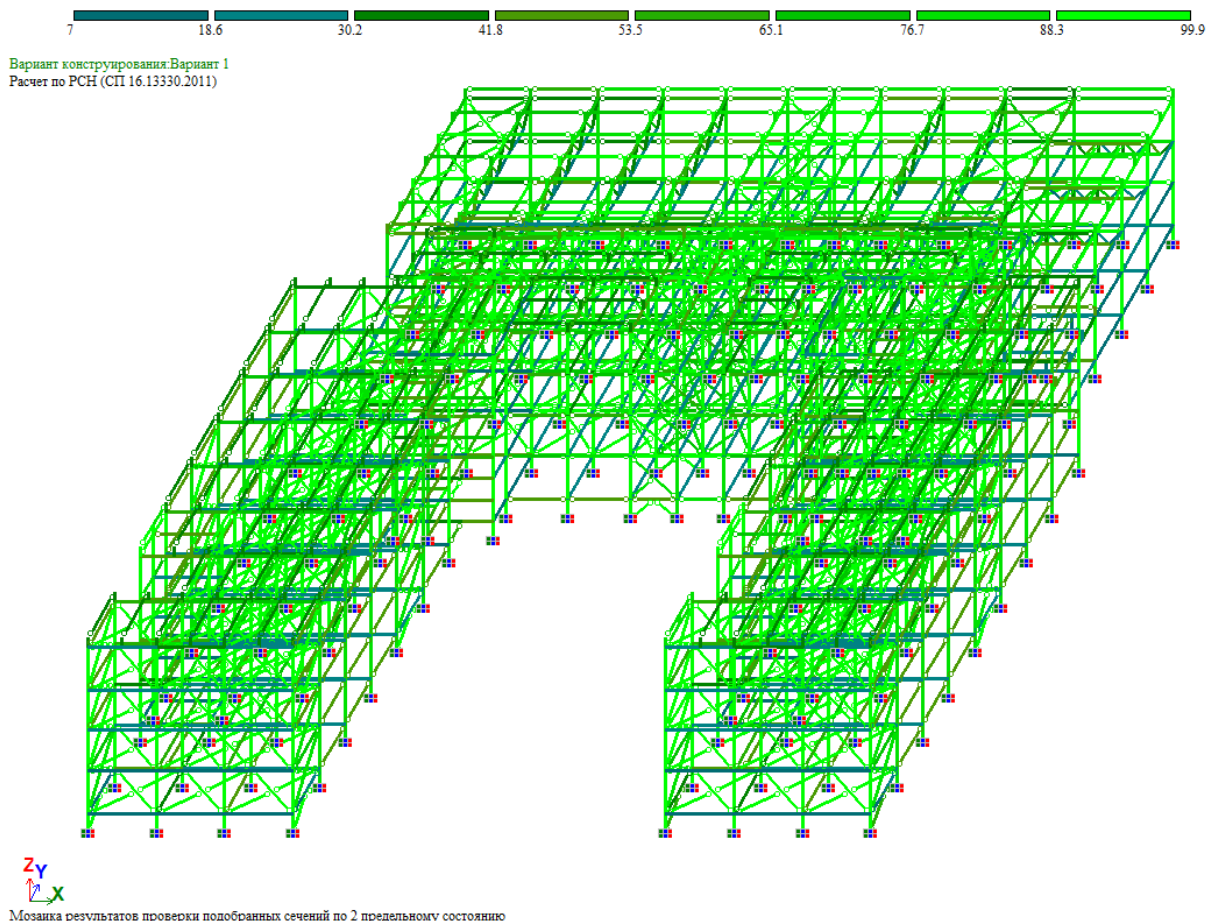 7 18.6 30.2 41.8 53.5 65.1 76.7 88.3 99.9
Вариант конструирования:Вариант 1
Расчет по РСН (СП 16.13330.2011)
Z
Y
X
Мозаика результатов проверки подобранных сечений по 2 предельному состоянию